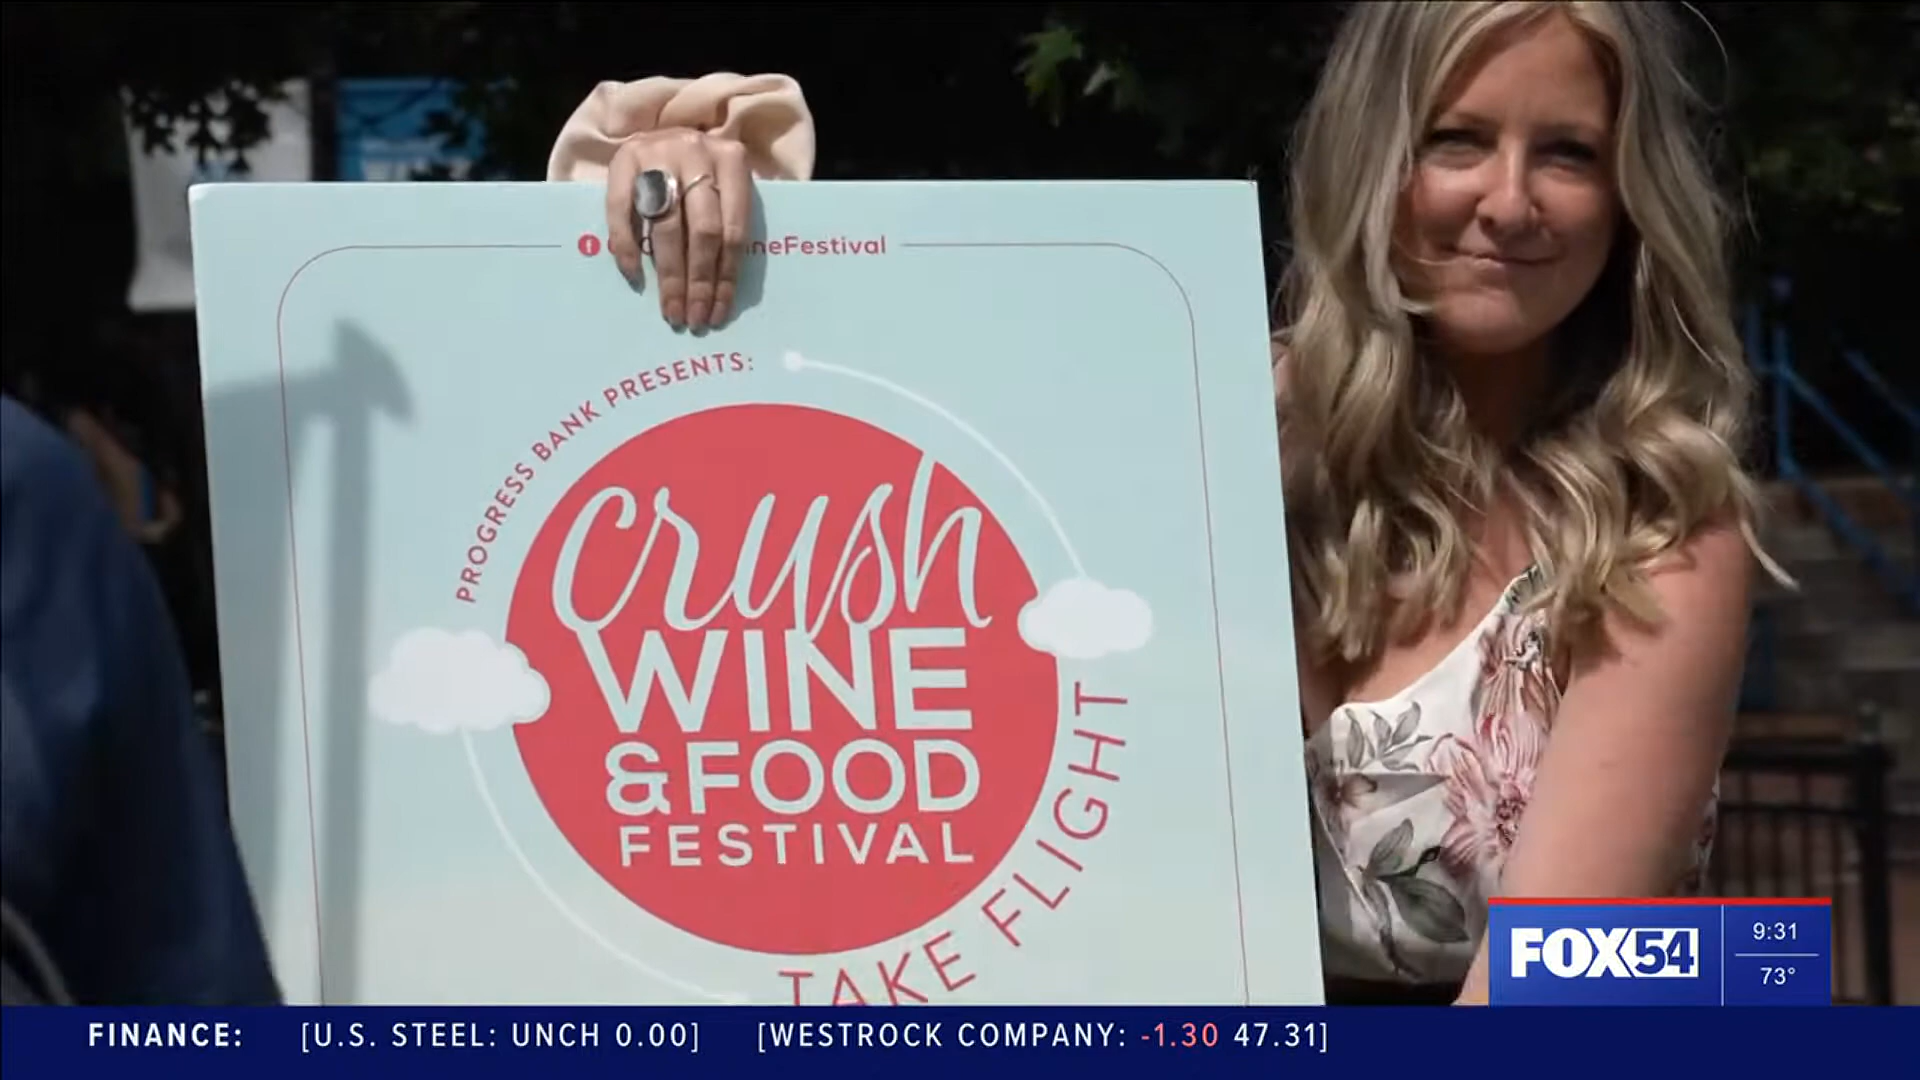 neFestival
PROGRESS BANK PRESENTS:
crush
WINE
&FOOD
FESTIVAL
TAKE FLIGHT
FOX54
9:31
73°
FINANCE: [U.S. STEEL: UNCH 0.00] [WESTROCK COMPANY: -1.30 47.31]